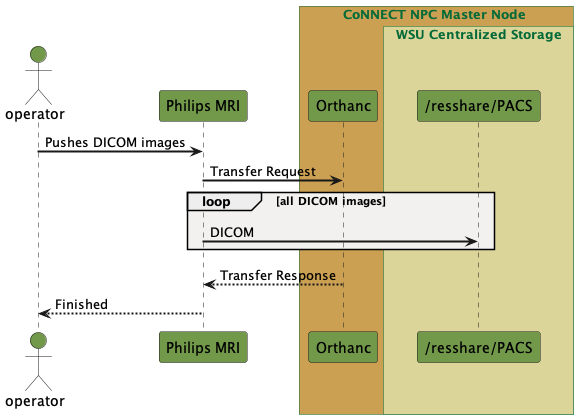 CoNNECT NPC Master Node
WSU Centralized Storage
operator
Philips MRI
Orthanc
/resshare/PACS
Pushes DICOM images
Transfer Request
loop
[all DICOM images]
DICOM
Transfer Response
Finished
operator
Philips MRI
Orthanc
/resshare/PACS